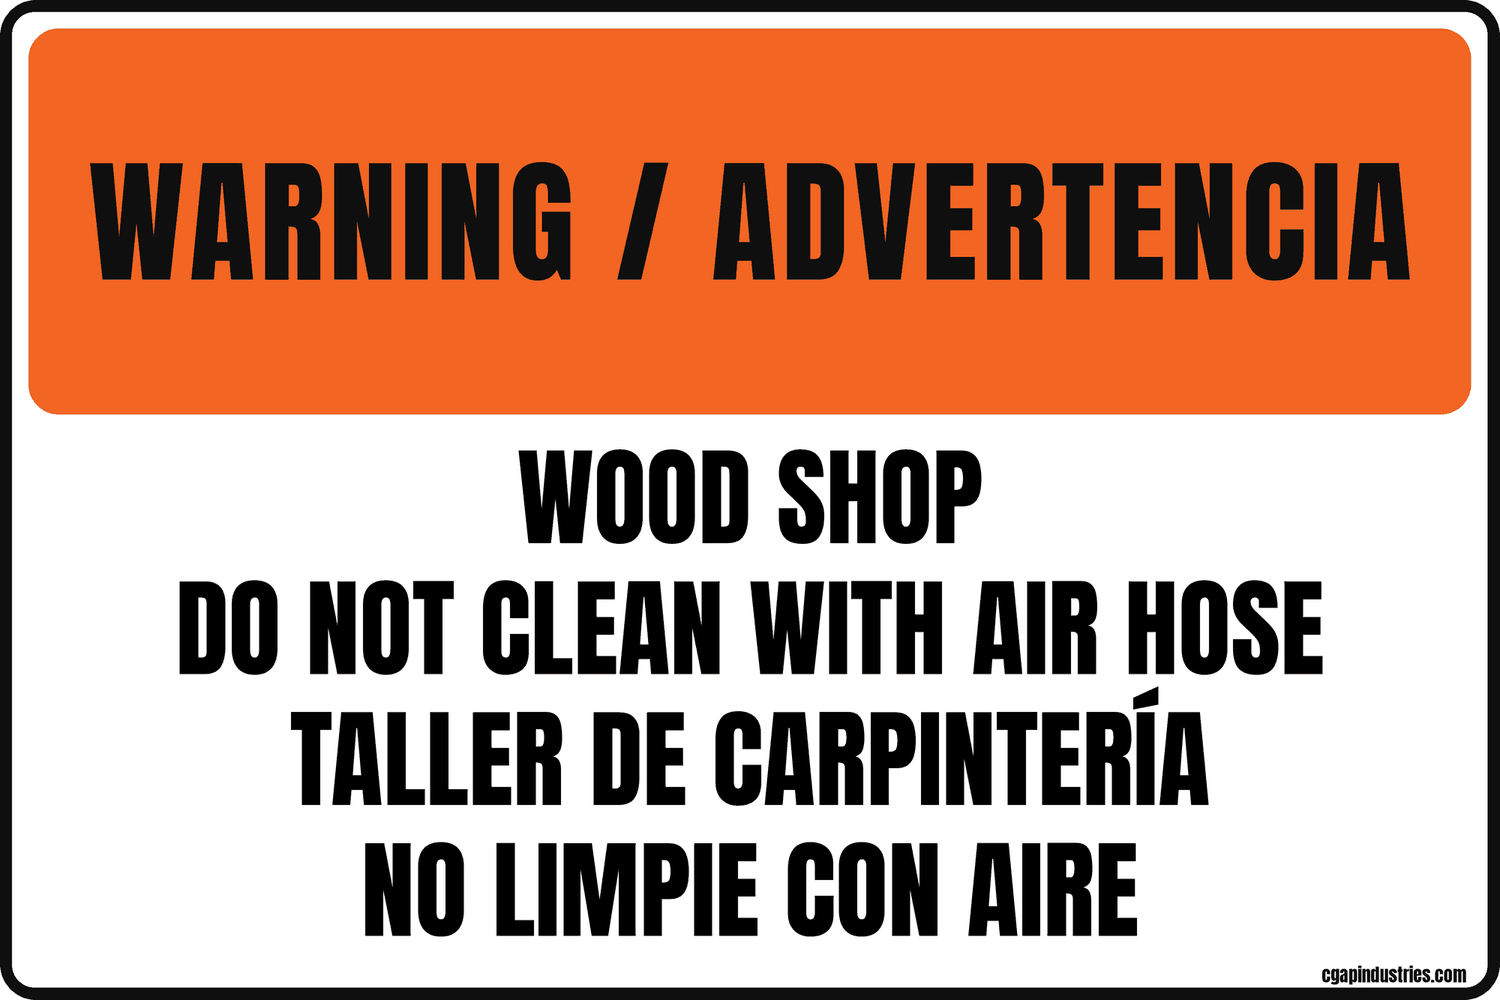 WARNING / ADVERTENCIA
WOOD SHOP
DO NOT CLEAN WITH AIR HOSE
TALLER DE CARPINTERÍA
NO LIMPIE CON AIRE
cgapindustries.com